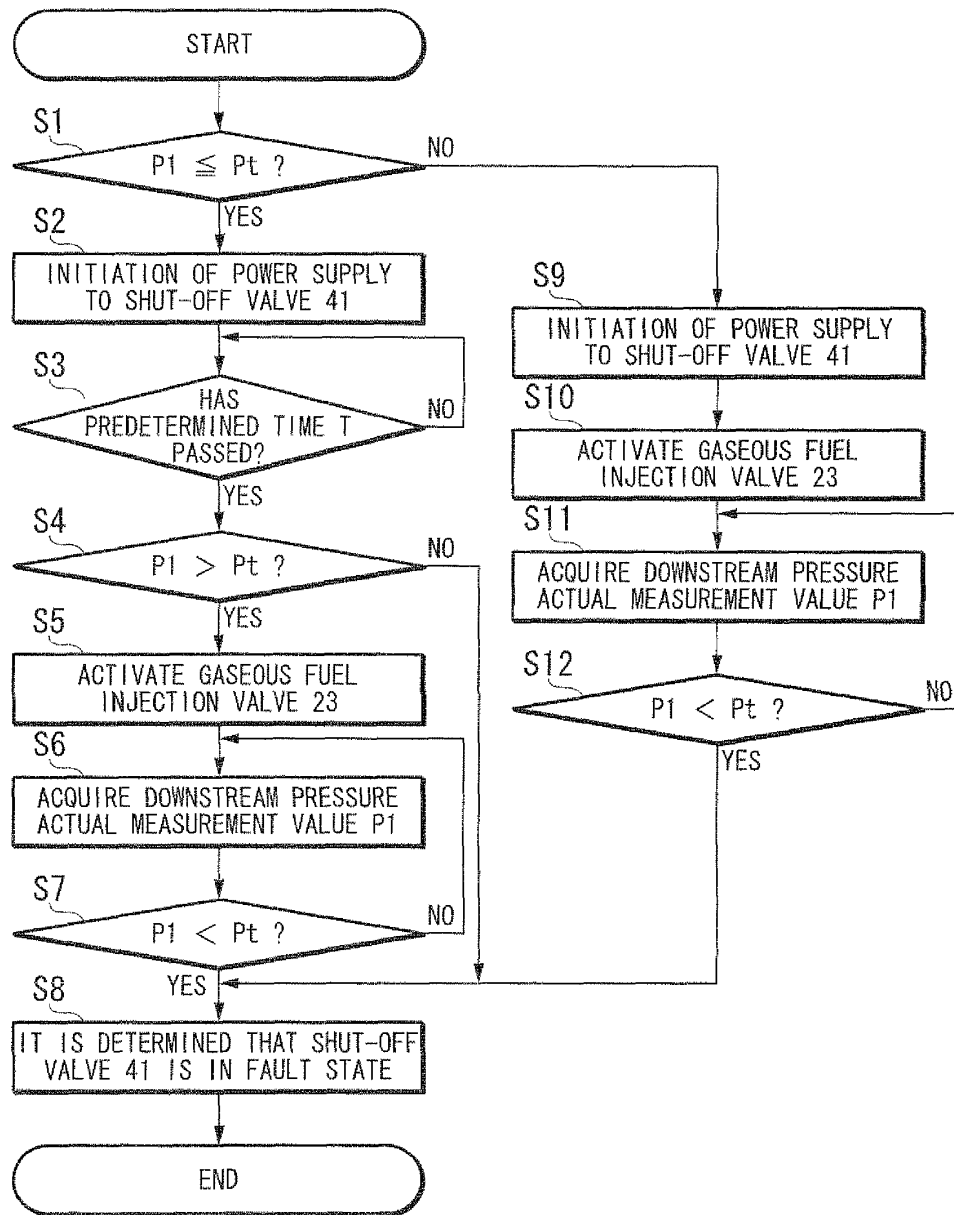 START
S1
P1 ≦ Pt ?
NO
YES
S2
INITIATION OF POWER SUPPLY
TO SHUT-OFF VALVE 41
S3
HAS
PREDETERMINED TIME T
PASSED?
NO
YES
S4
P1 > Pt ?
NO
YES
S5
ACTIVATE GASEOUS FUEL
INJECTION VALVE 23
S6
ACQUIRE DOWNSTREAM PRESSURE
ACTUAL MEASUREMENT VALUE P1
S7
P1 < Pt ?
NO
YES
S8
IT IS DETERMINED THAT SHUT-OFF
VALVE 41 IS IN FAULT STATE
END
S9
INITIATION OF POWER SUPPLY
TO SHUT-OFF VALVE 41
S10
ACTIVATE GASEOUS FUEL
INJECTION VALVE 23
S11
ACQUIRE DOWNSTREAM PRESSURE
ACTUAL MEASUREMENT VALUE P1
S12
P1 < Pt ?
NO
YES